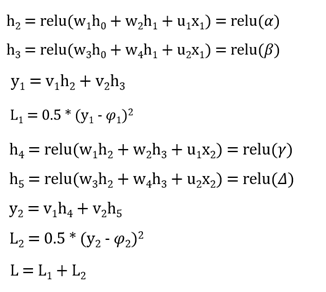 h₂ = relu(w₁h₀ + w₂h₁ + u₁x₁) = relu(α)
h₃ = relu(w₃h₀ + w₄h₁ + u₂x₁) = relu(β)
y₁ = v₁h₂ + v₂h₃
L₁ = 0.5 * (y₁ - φ₁)²
h₄ = relu(w₁h₂ + w₂h₃ + u₁x₂) = relu(γ)
h₅ = relu(w₃h₂ + w₄h₃ + u₂x₂) = relu(Δ)
y₂ = v₁h₄ + v₂h₅
L₂ = 0.5 * (y₂ - φ₂)²
L = L₁ + L₂